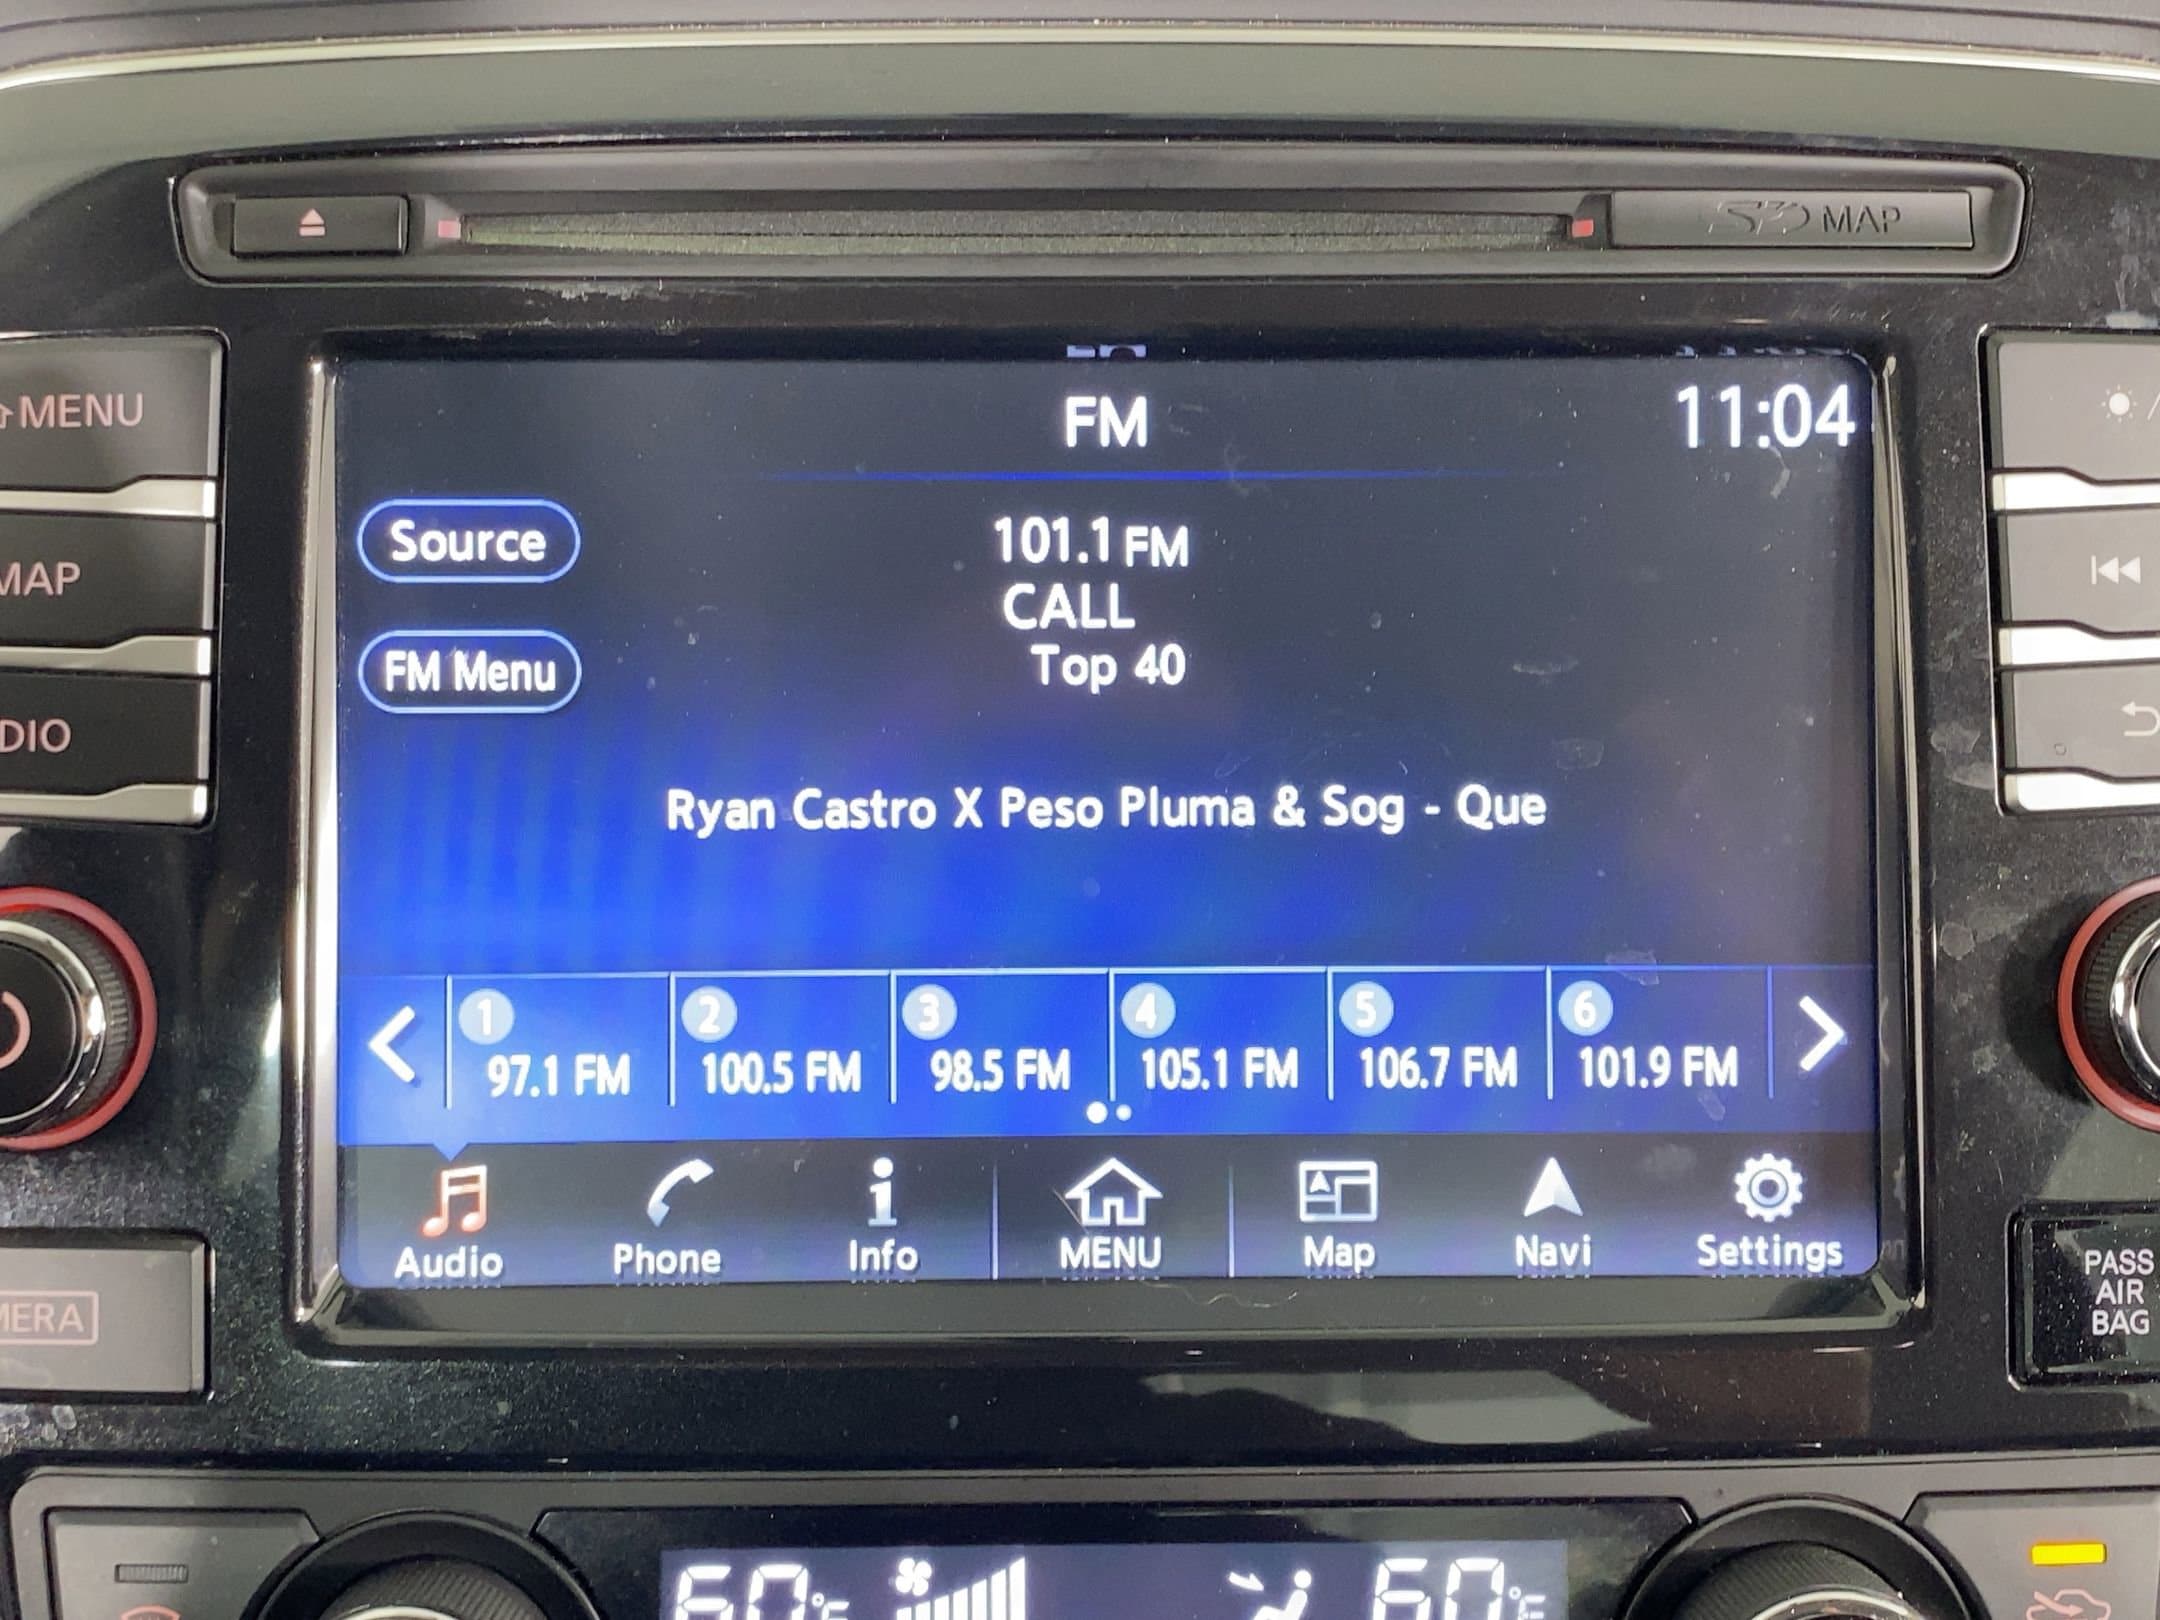 MAP
MENU
MAP
DIO
MERA
FM
11:04
Source
101.1 FM
CALL
FM Menu
Top 40
Ryan Castro X Peso Pluma & Sog - Que
1
2
3
4
5
6
97.1 FM
100.5 FM
98.5 FM
105.1 FM
106.7 FM
101.9 FM
Audio
Phone
Info
MENU
Map
Navi
Settings
PASS
AIR
BAG
60°F
60°F